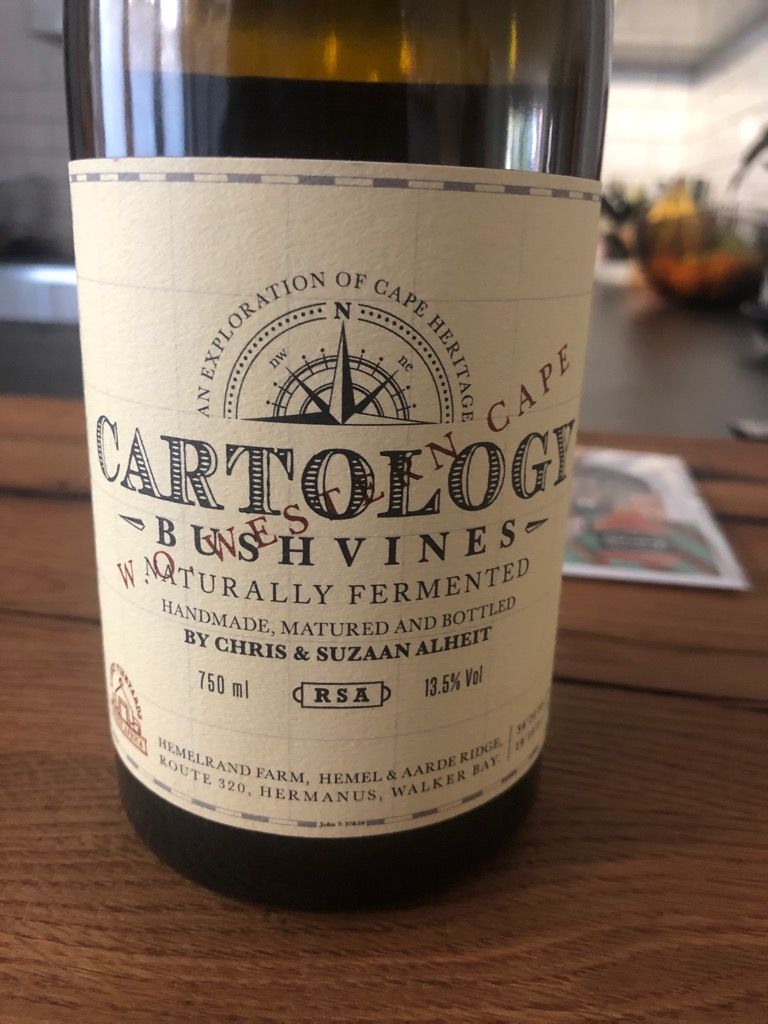 AN EXPLORATION OF CAPE HERITAGE
N
nw ne
CARTOLOGY
W.O. WESTERN CAPE
BUSHVINES
NATURALLY FERMENTED
HANDMADE, MATURED AND BOTTLED
BY CHRIS & SUZAAN ALHEIT
750 ml RSA 13.5% Vol
HEMELRAND FARM, HEMEL & AARDE RIDGE,
ROUTE 320, HERMANUS, WALKER BAY.